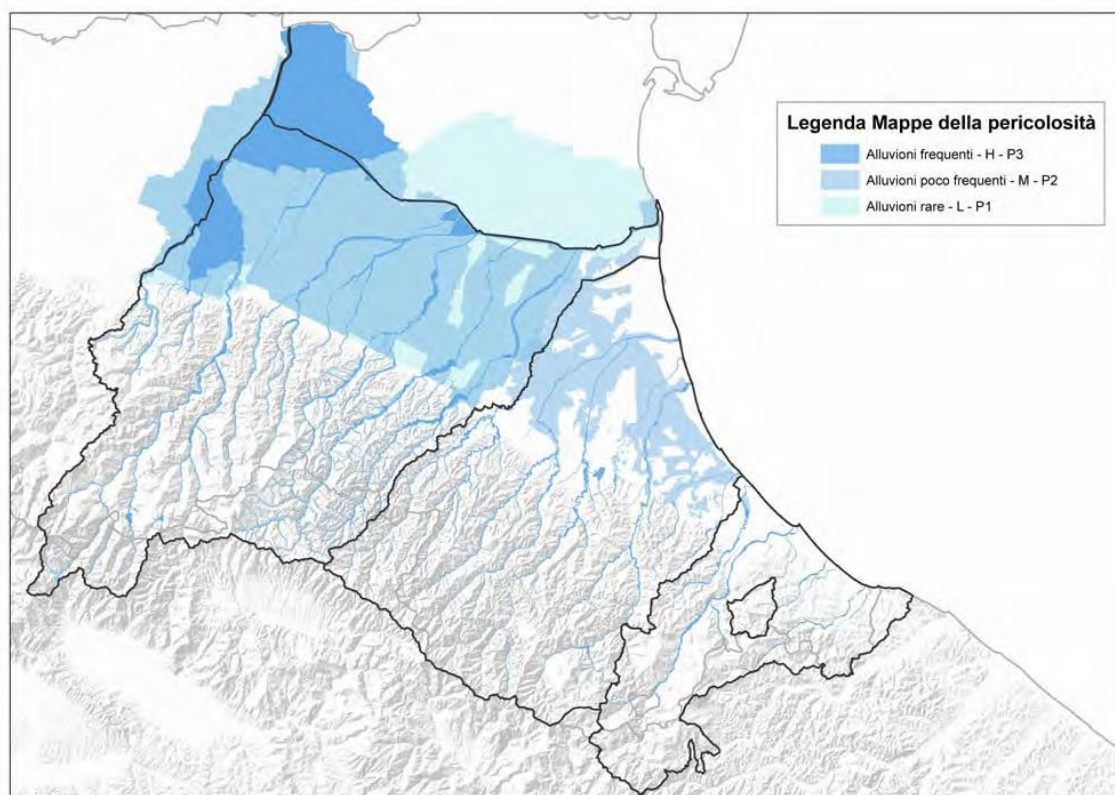 Legenda Mappe della pericolosità
Alluvioni frequenti - H - P3
Alluvioni poco frequenti - M - P2
Alluvioni rare - L - P1